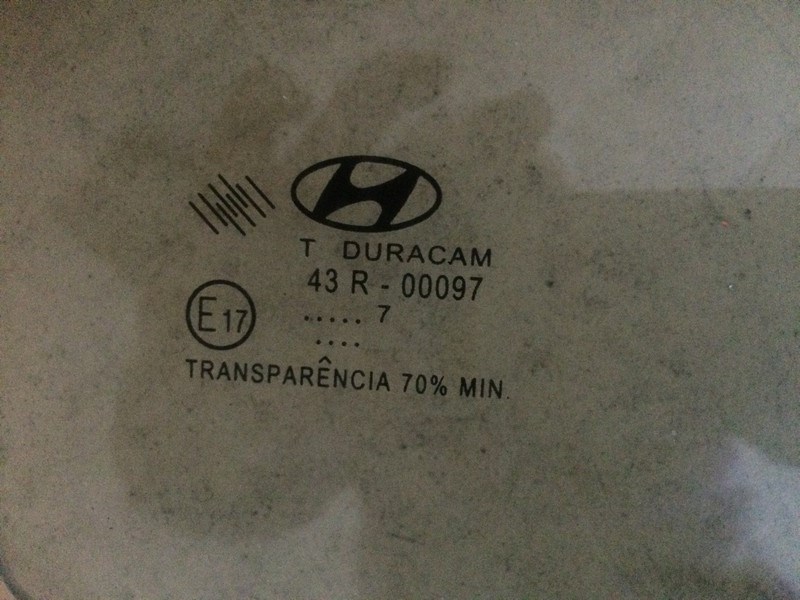 T DURACAM
43 R - 00097
E17
..... 7
....
TRANSPARÊNCIA 70% MIN.